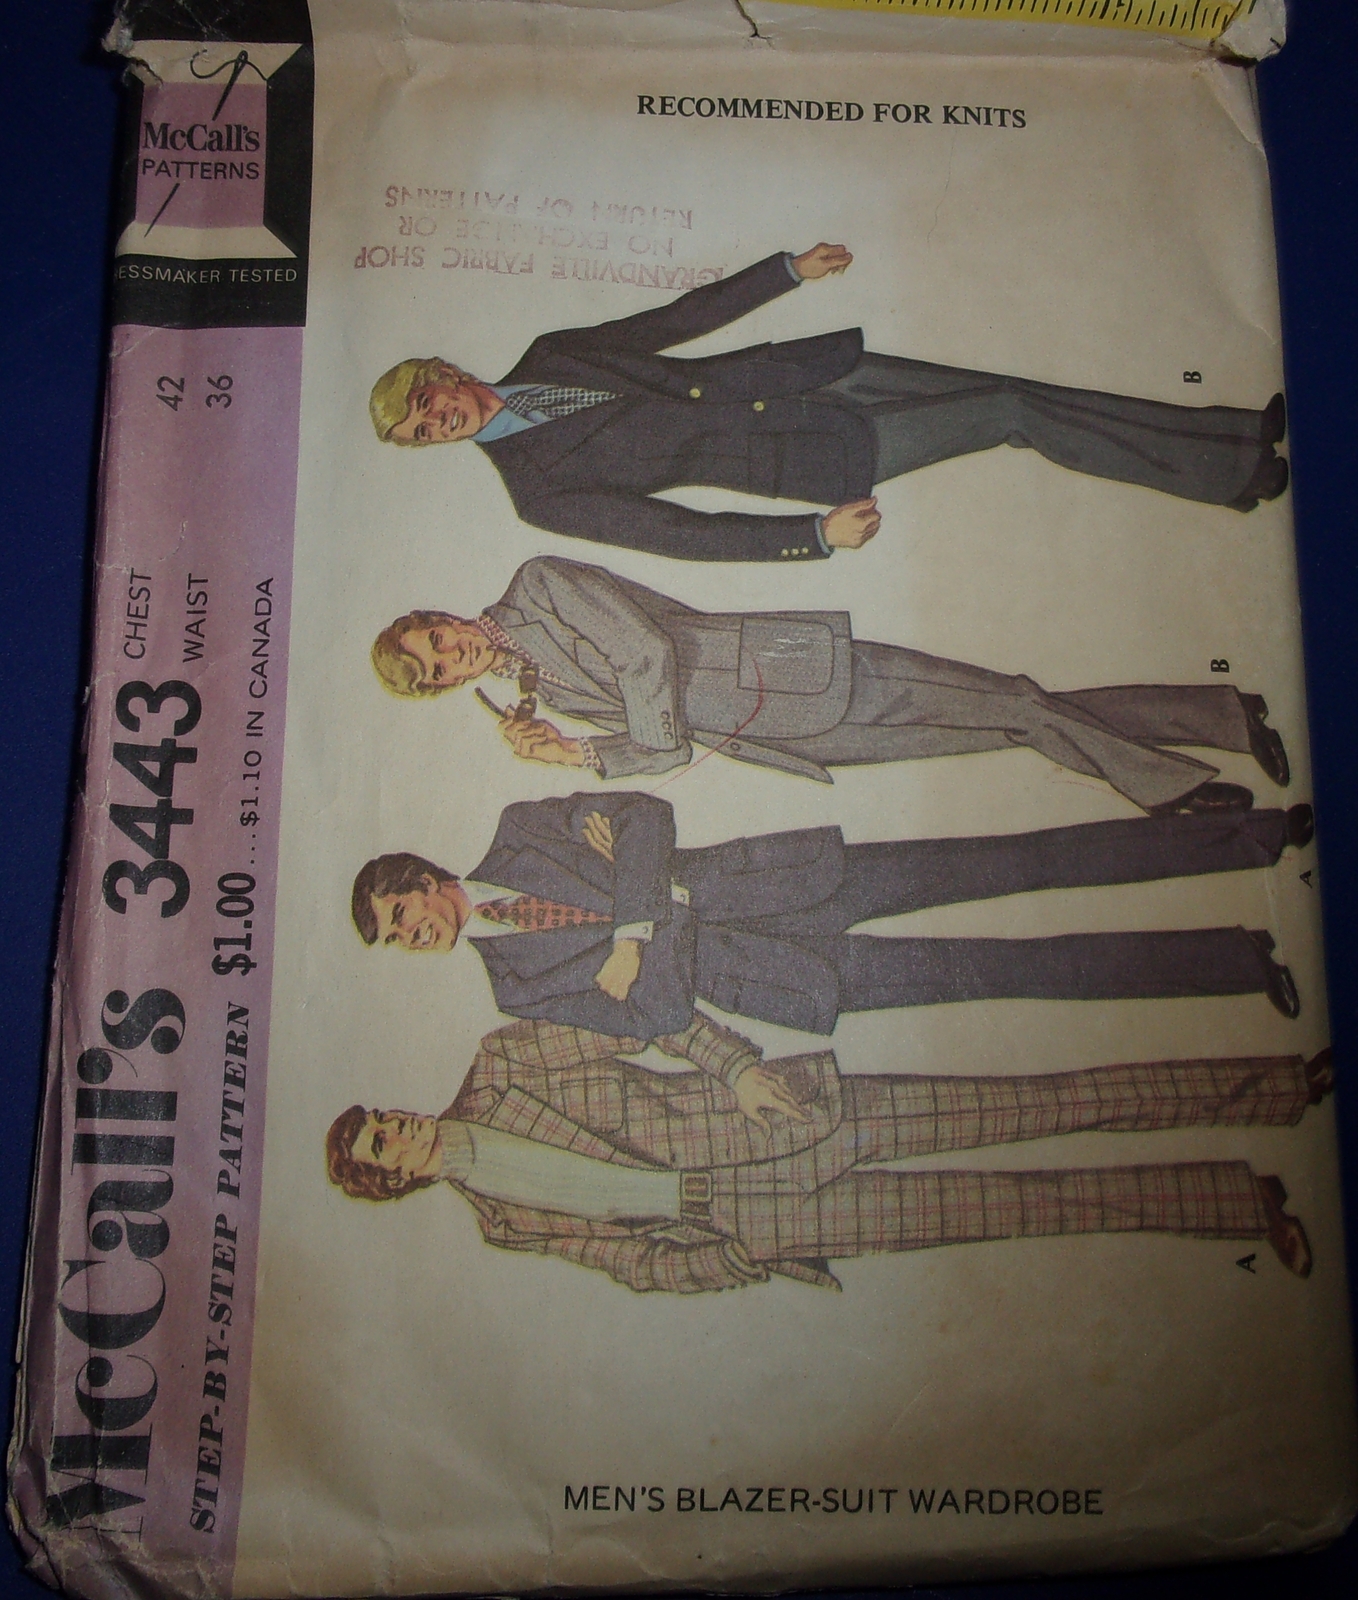 RECOMMENDED FOR KNITS
McCall's
PATTERNS
ESSMAKER TESTED
GRANDVILLE FABRIC SHOP
NO EXCHANGE OR
RETURN OF PATTERNS
McCall's 3443 CHEST 42
WAIST 36
STEP-BY-STEP PATTERN $1.00....$1.10 IN CANADA
B
B
A
A
MEN'S BLAZER-SUIT WARDROBE